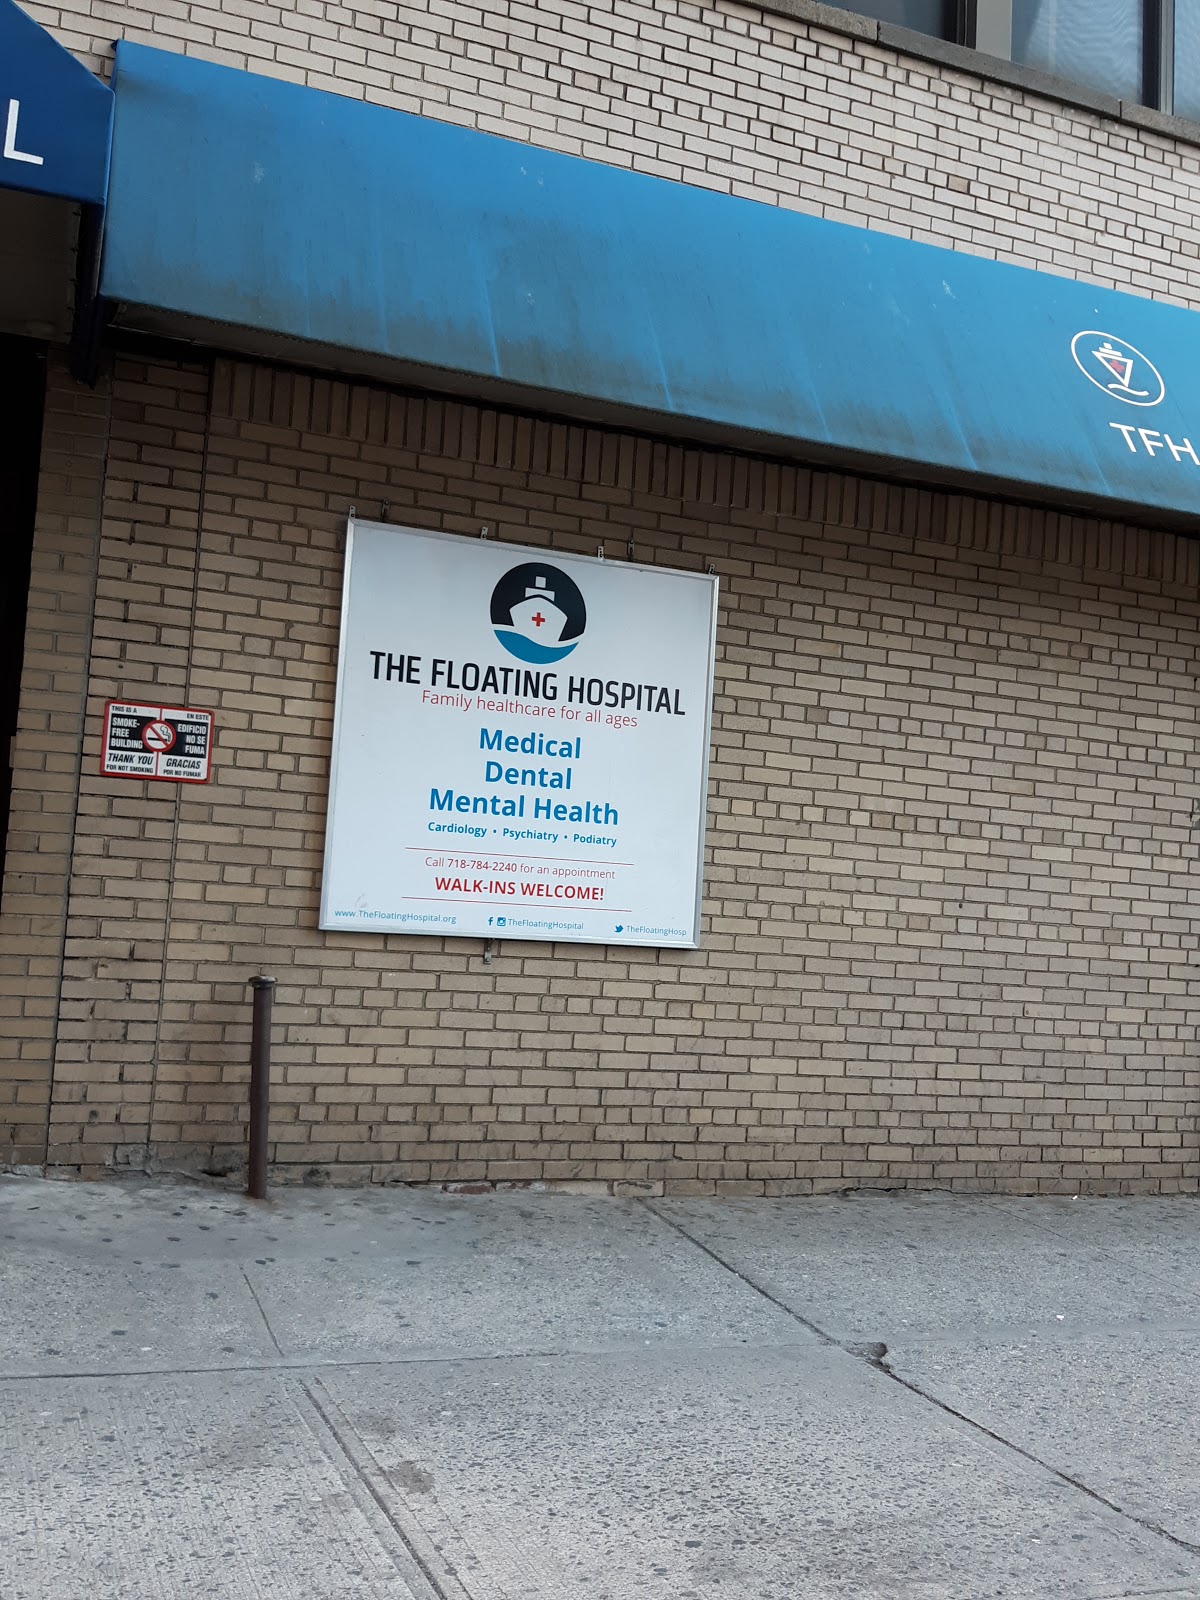 L
TFH
THE FLOATING HOSPITAL
Family healthcare for all ages
Medical
Dental
Mental Health
Cardiology • Psychiatry • Podiatry
Call 718-784-2240 for an appointment
WALK-INS WELCOME!
www.TheFloatingHospital.org
TheFloatingHospital
TheFloatingHosp
THIS IS A
SMOKE-
FREE
BUILDING
THANK YOU
FOR NOT SMOKING
EN ESTE
EDIFICIO
NO SE
FUMA
GRACIAS
POR NO FUMAR